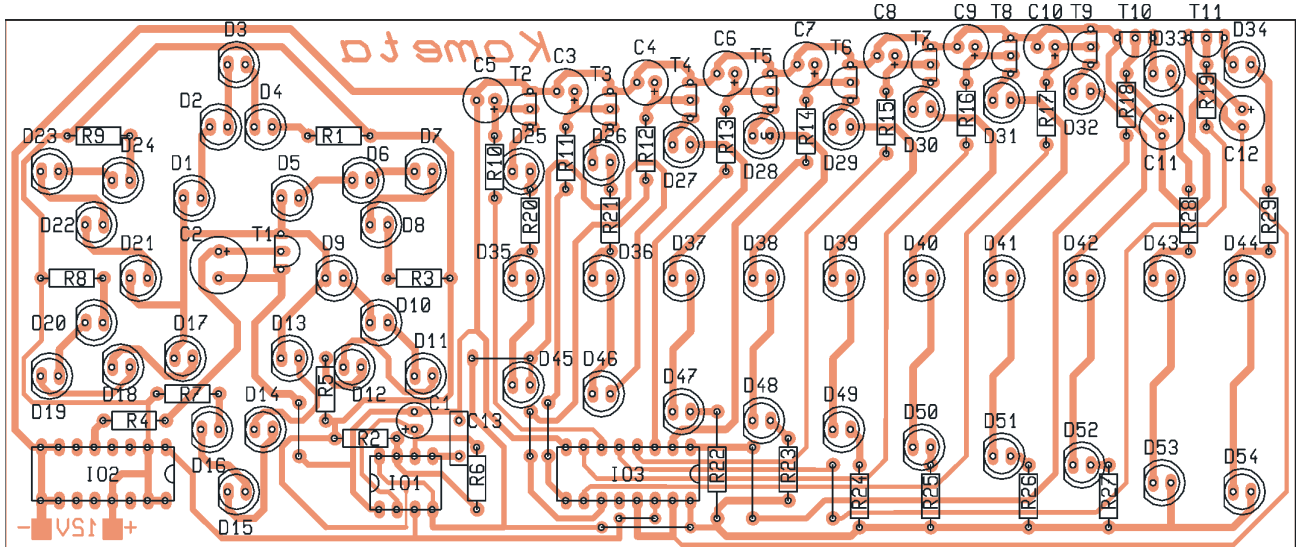 C8 C9 T8 C10 T9 T10 T11
D3 Kameta C3 C4 C6 C7 T7 D33 D34
C5 T2 T3 T4 T5 T6
D2 D4 R15 R16 R17 R18 R19
D23 R9 R1 D7 D25 D26 R12 R13 R14 D31 D32
D24 D6 R10 R11 D27 D28 D29 D30 C11 C12
D1 D5
D22 D8 R20 R21 R28 R29
C2 T1 D9
D21 D35 D36 D37 D38 D39 D40 D41 D42 D43 D44
R8 R3
D20 D17 D13 D10
D11 D45 D46
D19 D18 R7 D14 R5 D12 D47 D48 D49
R4 R2 C1 C13 D50 D51 D52
IO2 D16 IO1 R6 IO3 R22 R23 R24 R25 R26 R27 D53 D54
- 12V + D15